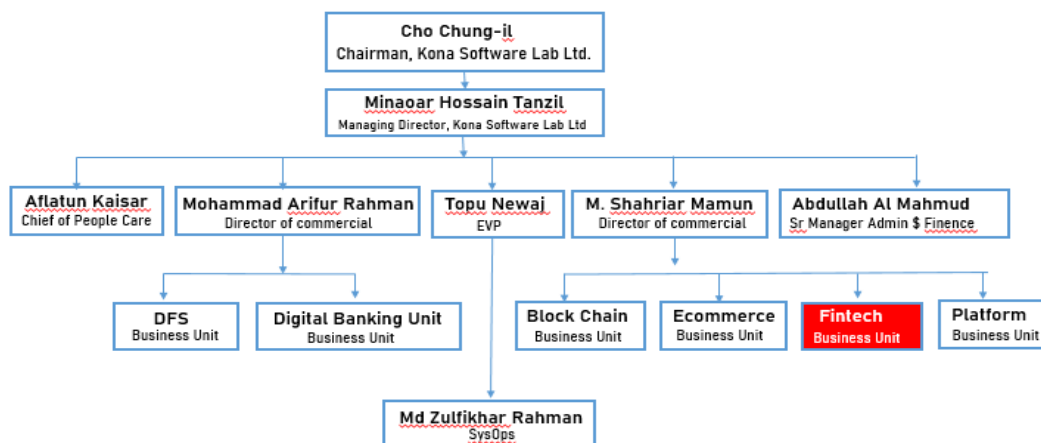 Cho Chung-il
Chairman, Kona Software Lab Ltd.
Minaoar Hossain Tanzil
Managing Director, Kona Software Lab Ltd
Aflatun Kaisar
Chief of People Care
Mohammad Arifur Rahman
Director of commercial
Topu Newaj
EVP
M. Shahriar Mamun
Director of commercial
Abdullah Al Mahmud
Sr Manager Admin $ Finence
DFS
Business Unit
Digital Banking Unit
Business Unit
Block Chain
Business Unit
Ecommerce
Business Unit
Fintech
Business Unit
Platform
Business Unit
Md Zulfikhar Rahman
SysOps